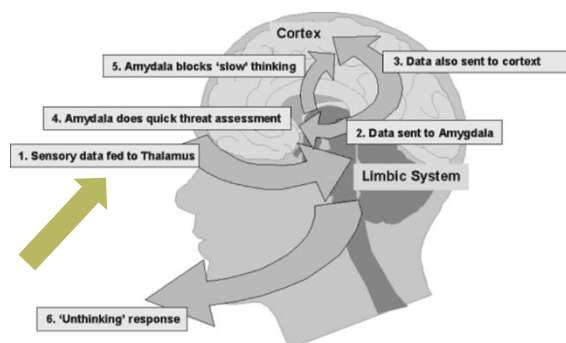 Cortex
5. Amydala blocks ‘slow’ thinking
3. Data also sent to cortext
4. Amydala does quick threat assessment
2. Data sent to Amygdala
1. Sensory data fed to Thalamus
Limbic System
6. ‘Unthinking’ response